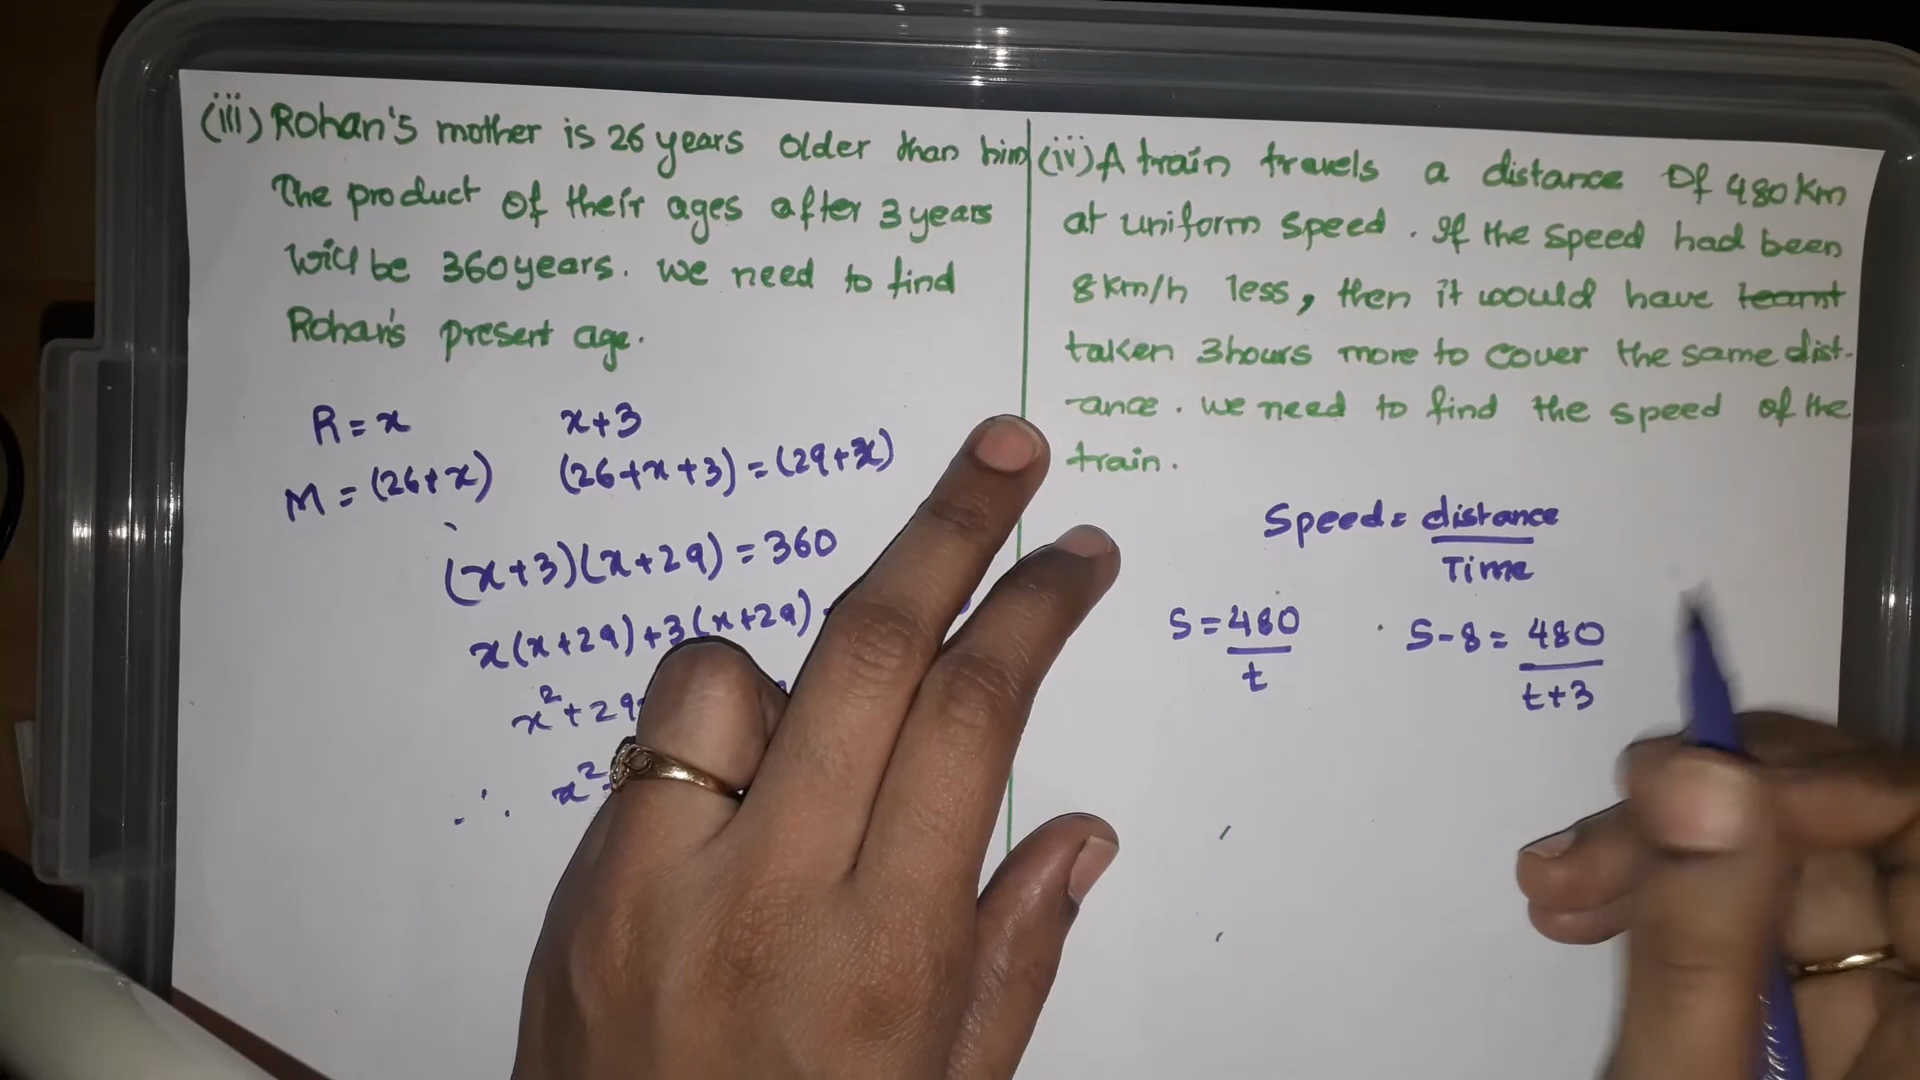 (iii) Rohan's mother is 26 years older than him
The product of their ages after 3 years
will be 360 years. we need to find
Rohan's present age.
R = x x+3
M = (26+x) (26+x+3) = (29+x)
(x+3)(x+29) = 360
x(x+29)+3(x+29)
x²+29
∴ x²
(iv) A train travels a distance Of 480 Km
at uniform speed. If the speed had been
8 Km/h less, then it would have
taken 3 hours more to cover the same dist-
-ance. we need to find the speed of the
train.
Speed = distance
Time
S = 480
t
S-8 = 480
t+3